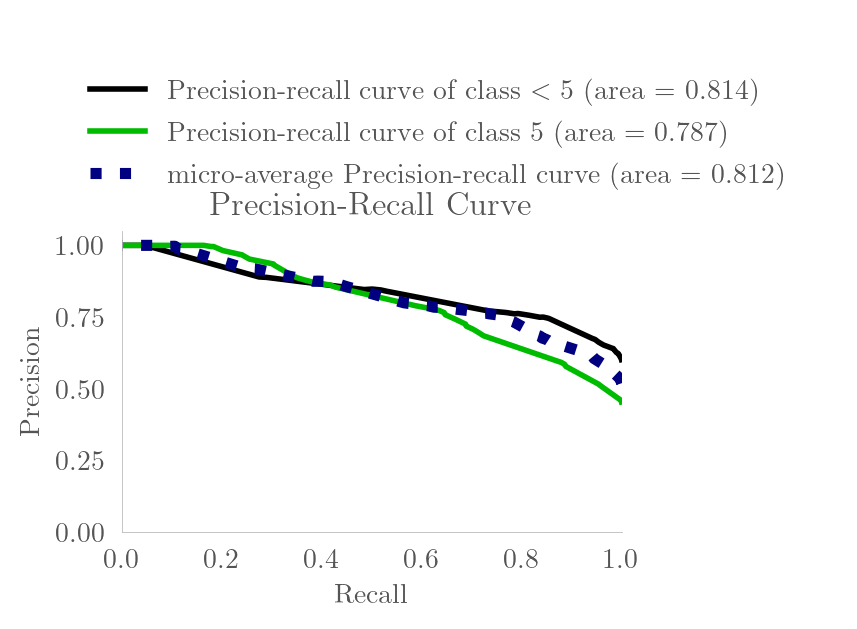 Precision-recall curve of class < 5 (area = 0.814)
Precision-recall curve of class 5 (area = 0.787)
micro-average Precision-recall curve (area = 0.812)
Precision-Recall Curve
1.00
0.75
0.50
0.25
0.00
Precision
0.0 0.2 0.4 0.6 0.8 1.0
Recall